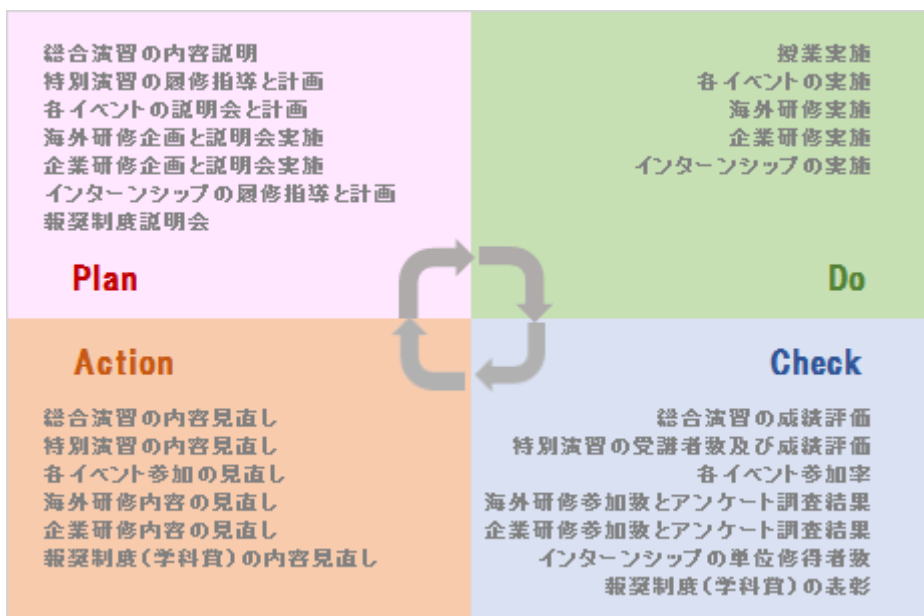 総合演習の内容説明
特別演習の履修指導と計画
各イベントの説明会と計画
海外研修企画と説明会実施
企業研修企画と説明会実施
インターンシップの履修指導と計画
報奨制度説明会
Plan
授業実施
各イベントの実施
海外研修実施
企業研修実施
インターンシップの実施
Do
Action
総合演習の内容見直し
特別演習の内容見直し
各イベント参加の見直し
海外研修内容の見直し
企業研修内容の見直し
報奨制度(学科賞)の内容見直し
Check
総合演習の成績評価
特別演習の受講者数及び成績評価
各イベント参加率
海外研修参加数とアンケート調査結果
企業研修参加数とアンケート調査結果
インターンシップの単位修得者数
報奨制度(学科賞)の表彰